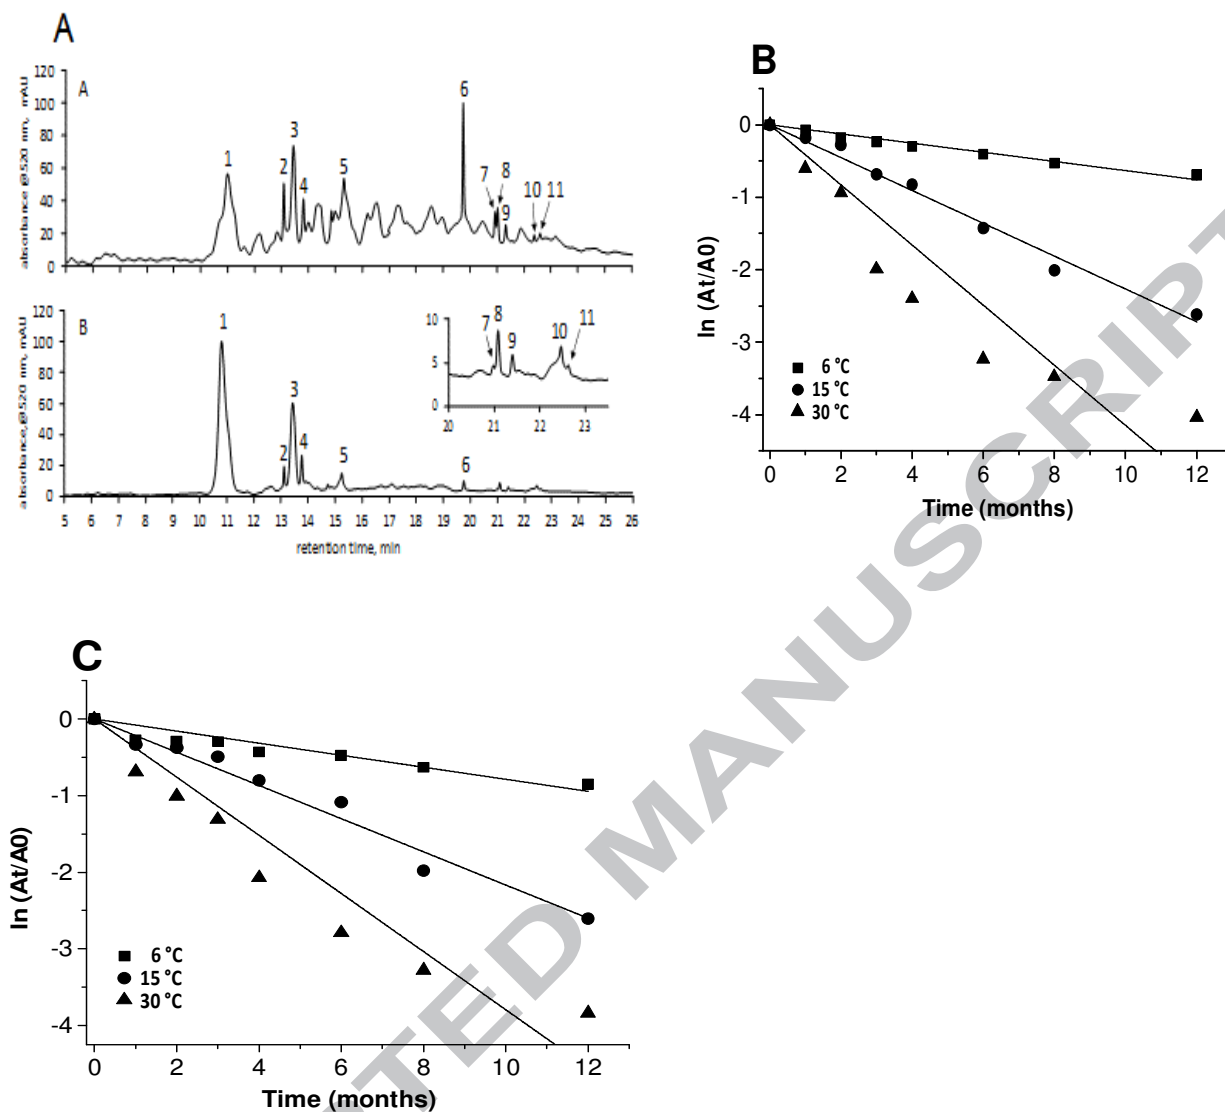 A
absorbance @520 nm, mAU
120
100
80
60
40
20
0
A
1
2
3
4
5
6
7
8
9
10
11
absorbance,@520 nm, mAU
120
100
80
60
40
20
0
B
1
2
3
4
5
6
10
5
0
7
8
9
10
11
20 21 22 23
5 6 7 8 9 10 11 12 13 14 15 16 17 18 19 20 21 22 23 24 25 26
retention time, min
B
ln (At/A0)
0
-1
-2
-3
-4
6 °C
15 °C
30 °C
0 2 4 6 8 10 12
Time (months)
C
ln (At/A0)
0
-1
-2
-3
-4
6 °C
15 °C
30 °C
0 2 4 6 8 10 12
Time (months)
TED MANUSCRIPT